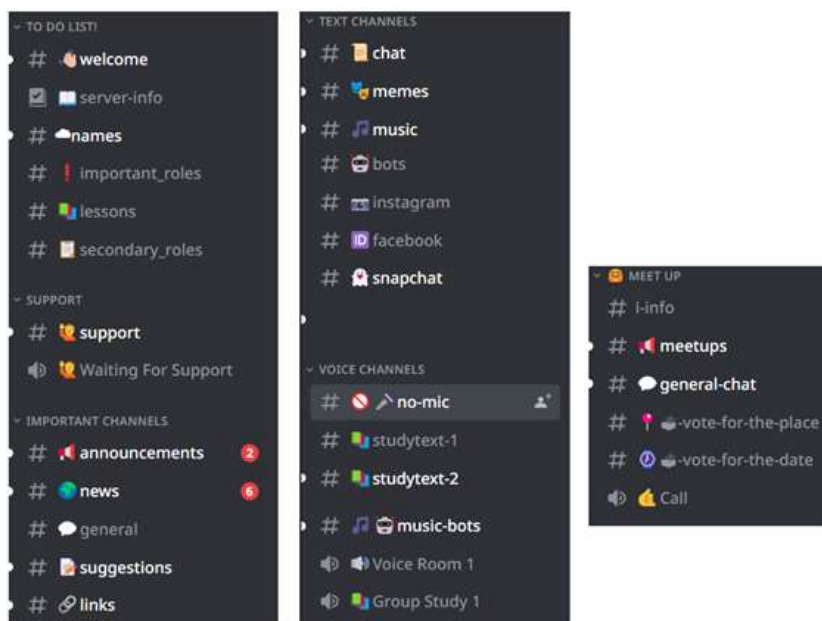 TO DO LIST!
welcome
server-info
names
important_roles
lessons
secondary_roles
SUPPORT
support
Waiting For Support
IMPORTANT CHANNELS
announcements 2
news 6
general
suggestions
links
TEXT CHANNELS
chat
memes
music
bots
instagram
facebook
snapchat
VOICE CHANNELS
no-mic
studytext-1
studytext-2
music-bots
Voice Room 1
Group Study 1
MEET UP
i-info
meetups
general-chat
-vote-for-the-place
-vote-for-the-date
Call